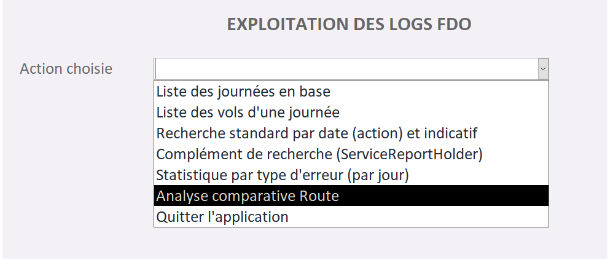 EXPLOITATION DES LOGS FDO
Action choisie
Liste des journées en base
Liste des vols d'une journée
Recherche standard par date (action) et indicatif
Complément de recherche (ServiceReportHolder)
Statistique par type d'erreur (par jour)
Analyse comparative Route
Quitter l'application